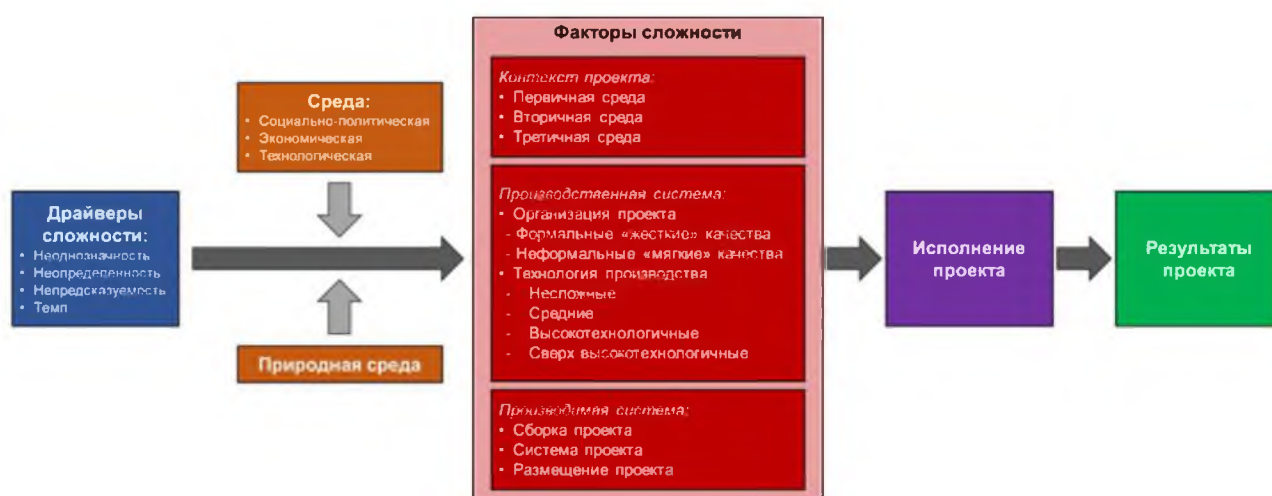 Драйверы
сложности:
• Неоднозначность
• Неопределенность
• Непредсказуемость
• Темп
Среда:
• Социально-политическая
• Экономическая
• Технологическая
Природная среда
Факторы сложности
Контекст проекта:
• Первичная среда
• Вторичная среда
• Третичная среда
Производственная система:
• Организация проекта
- Формальные «жесткие» качества
- Неформальные «мягкие» качества
• Технология производства
- Несложные
- Средние
- Высокотехнологичные
- Сверх высокотехнологичные
Производимая система:
• Сборка проекта
• Система проекта
• Размещение проекта
Исполнение
проекта
Результаты
проекта